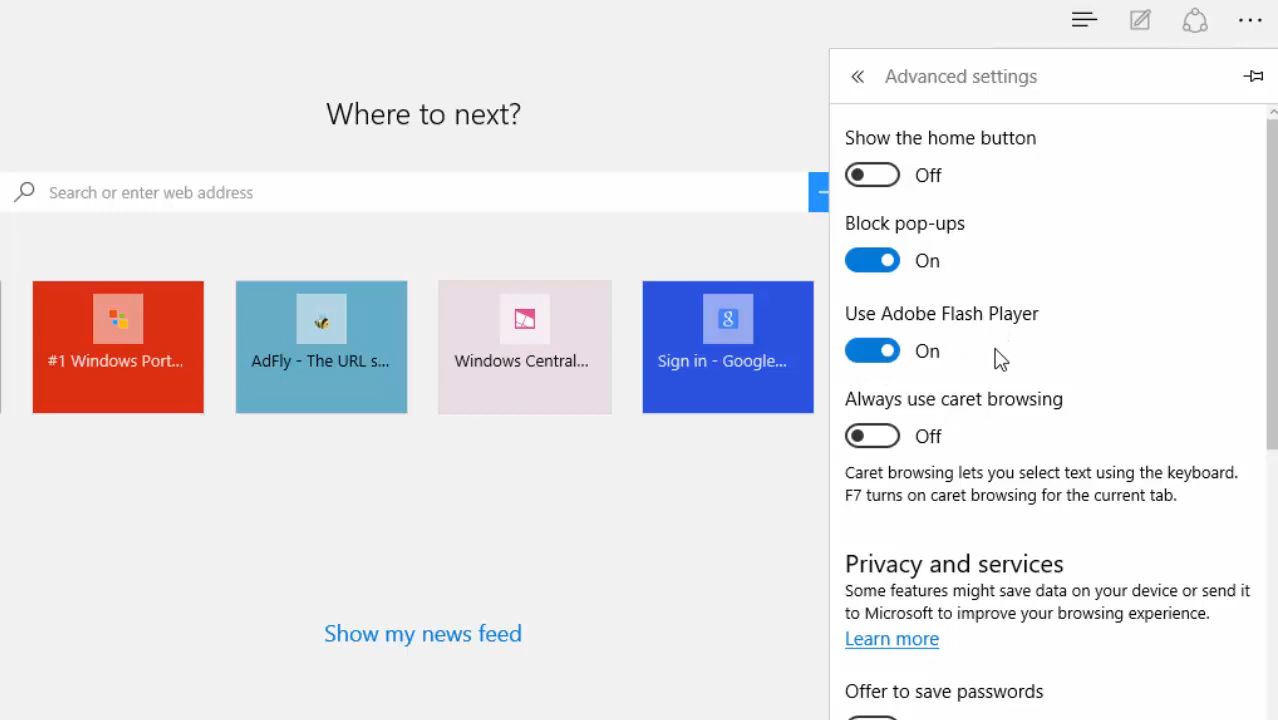 Where to next?
Search or enter web address
#1 Windows Port...
AdFly - The URL s...
Windows Central...
8
Sign in - Google...
Show my news feed
Advanced settings
Show the home button
Off
Block pop-ups
On
Use Adobe Flash Player
On
Always use caret browsing
Off
Caret browsing lets you select text using the keyboard.
F7 turns on caret browsing for the current tab.
Privacy and services
Some features might save data on your device or send it
to Microsoft to improve your browsing experience.
Learn more
Offer to save passwords